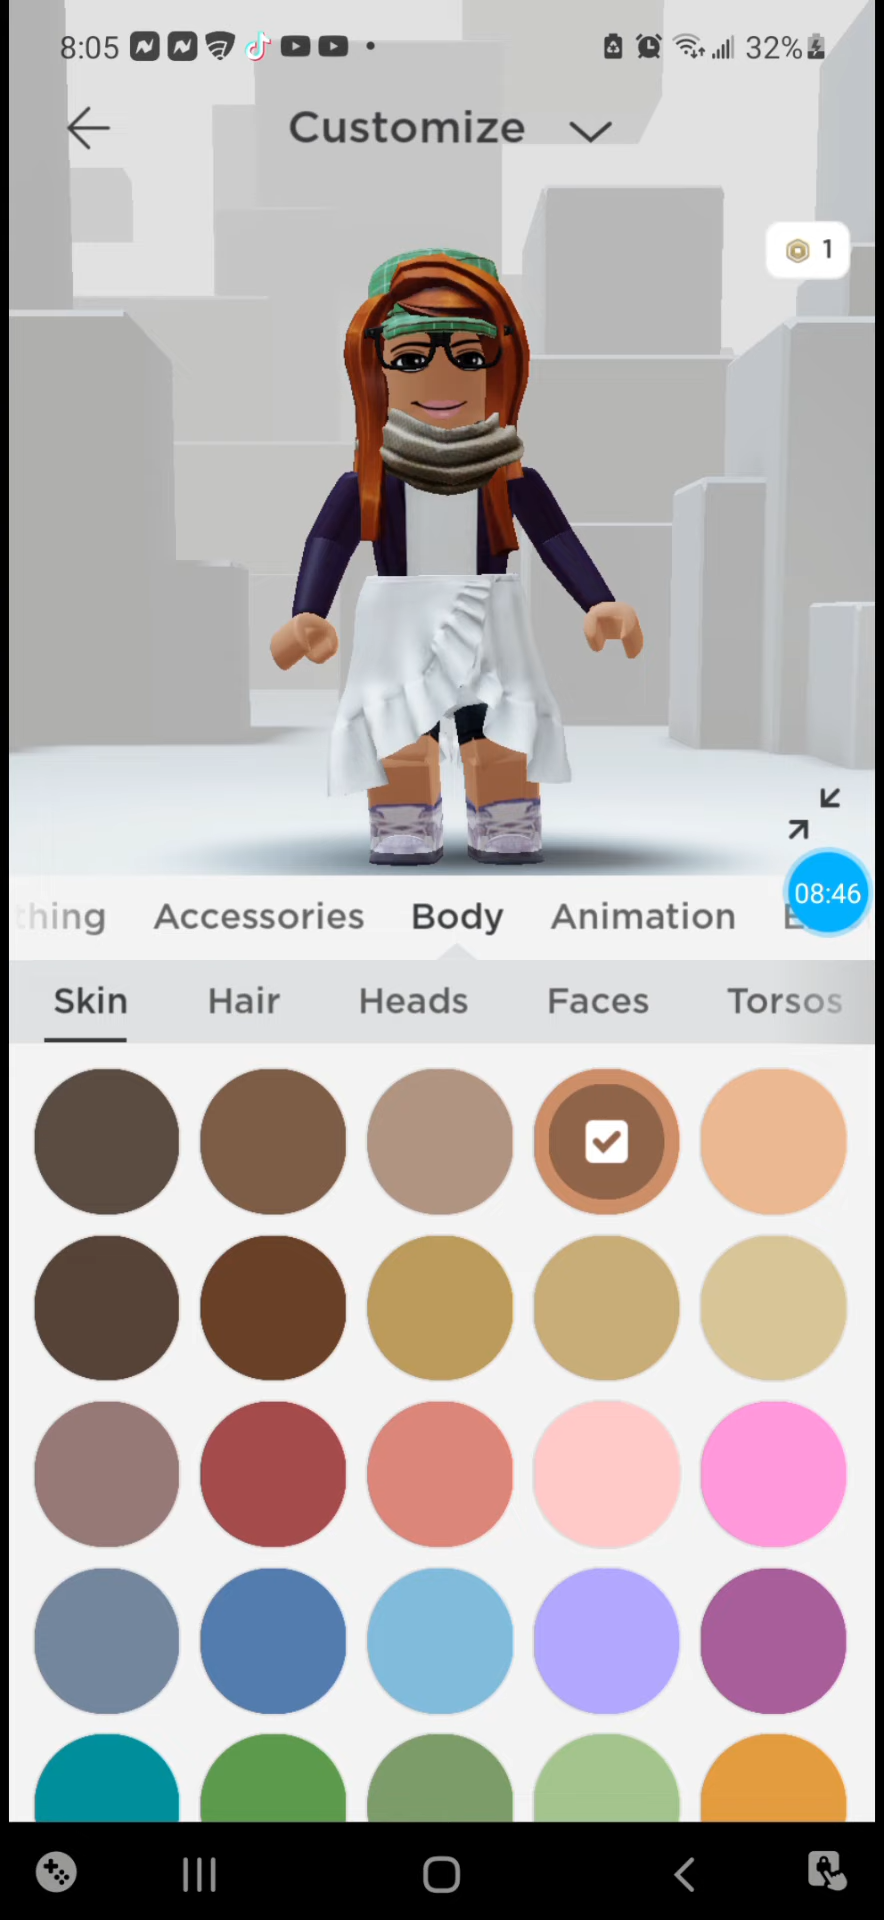 8:05 32%
Customize
1
thing Accessories Body Animation E
08:46
Skin Hair Heads Faces Torsos